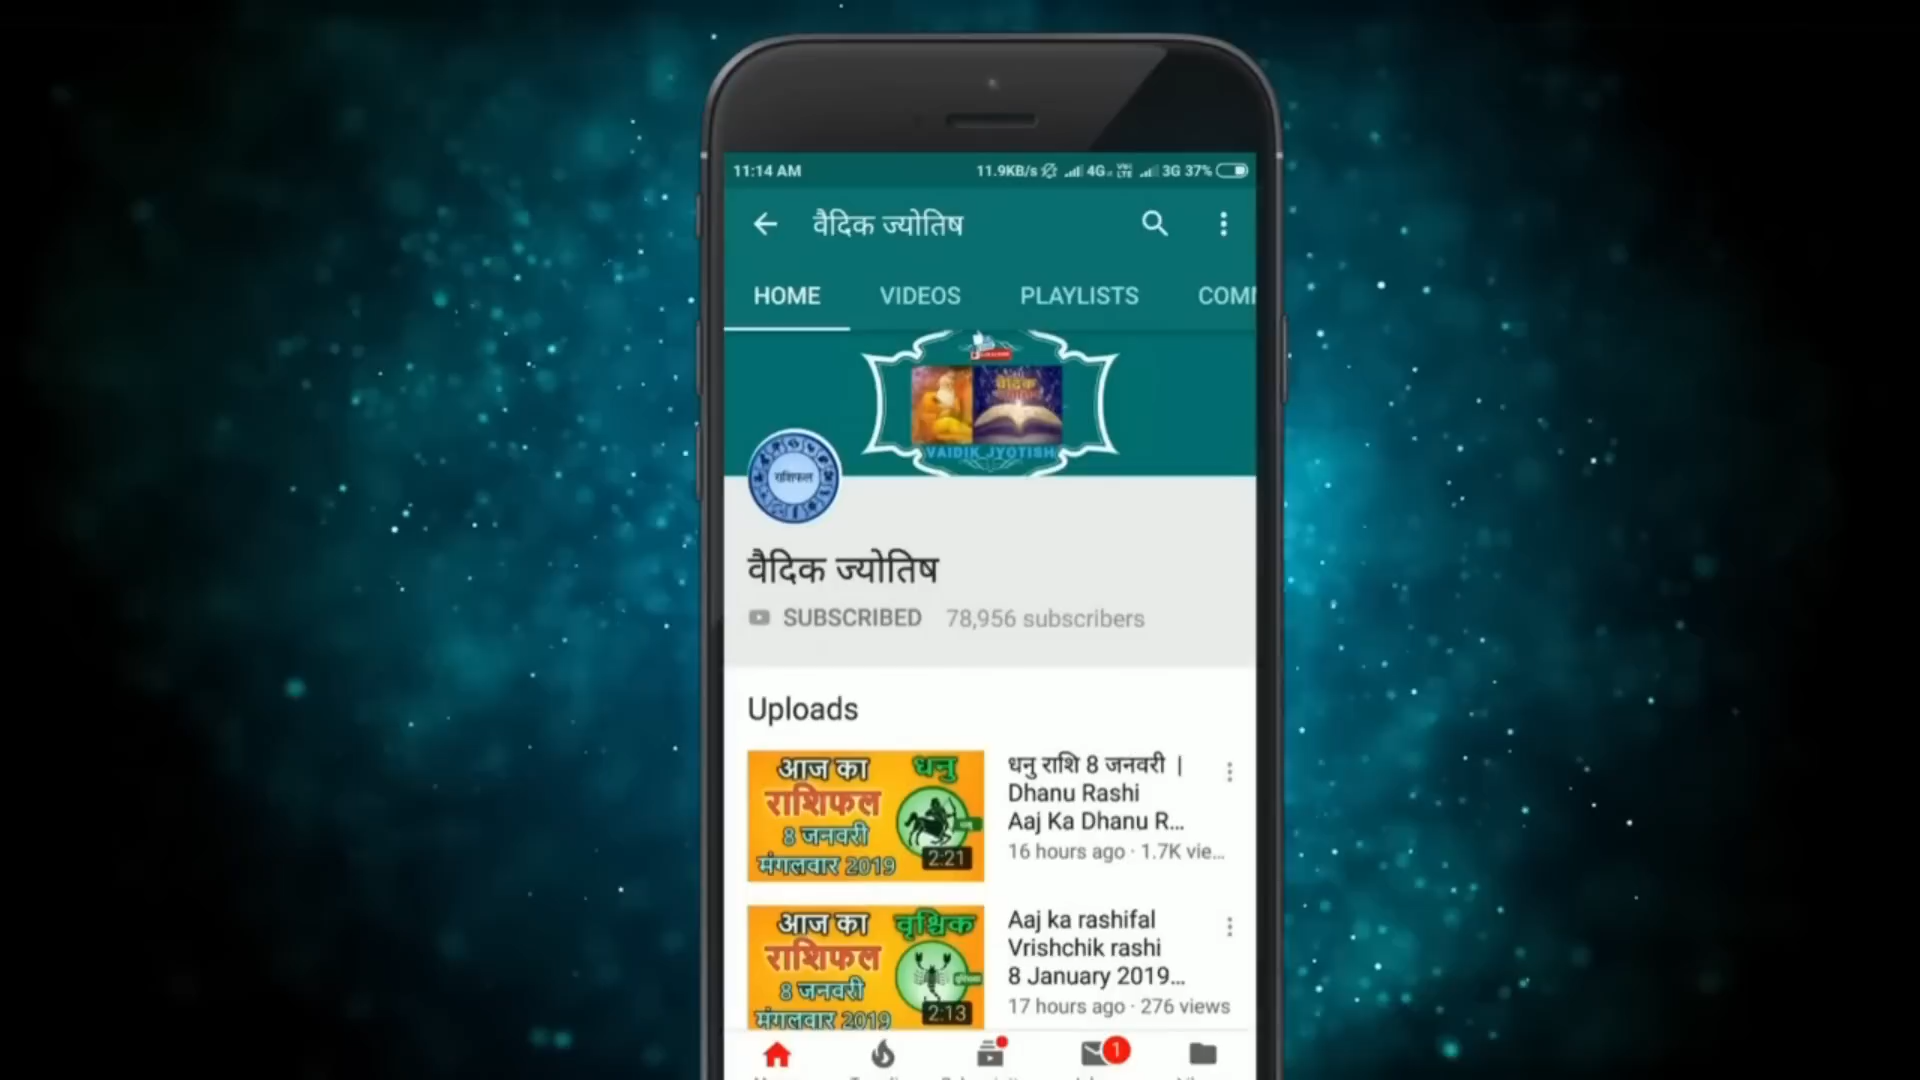 11:14 AM 11.9KB/s 4G VoLTE 3G 37%
वैदिक ज्योतिष
HOME VIDEOS PLAYLISTS COM
वैदिक
VAIDIK JYOTISH
राशिफल
वैदिक ज्योतिष
SUBSCRIBED 78,956 subscribers
Uploads
आज का धनु
राशिफल
8 जनवरी
मंगलवार 2019
2:21
धनु राशि 8 जनवरी |
Dhanu Rashi
Aaj Ka Dhanu R...
16 hours ago · 1.7K vie...
आज का वृश्चिक
राशिफल
8 जनवरी
मंगलवार 2019
2:13
Aaj ka rashifal
Vrishchik rashi
8 January 2019...
17 hours ago · 276 views
1